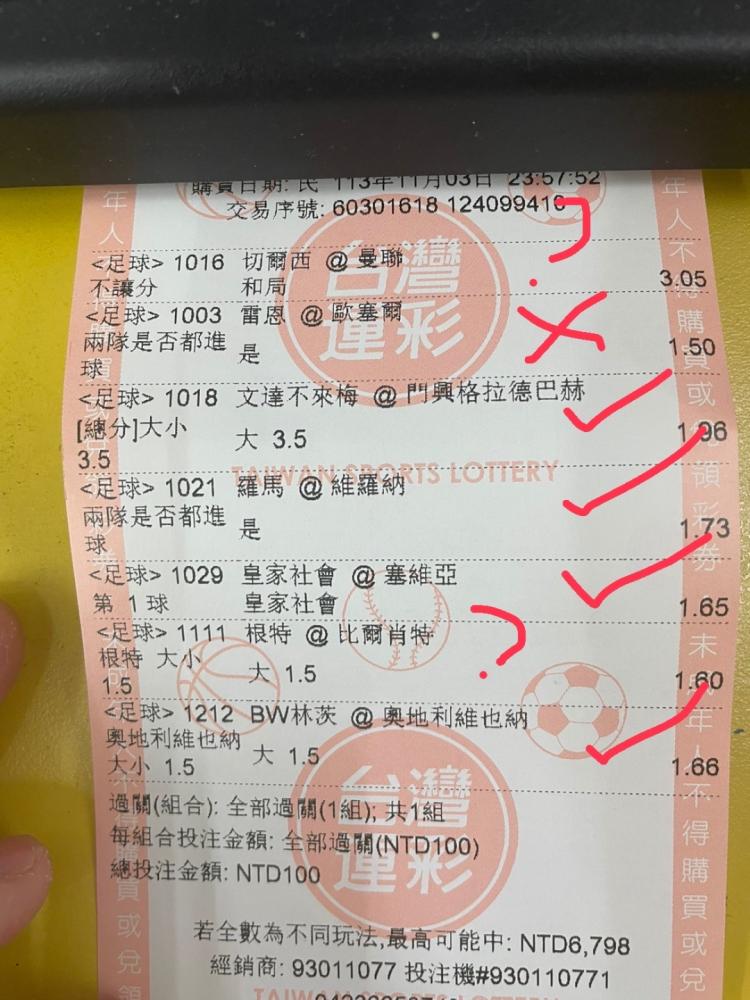 購買日期: 民 113年11月03日 23:57:52
交易序號: 60301618 12409941
<足球> 1016 切爾西 @ 曼聯
不讓分 和局 3.05
<足球> 1003 雷恩 @ 歐塞爾
兩隊是否都進球 是 1.50
<足球> 1018 文達不來梅 @ 門興格拉德巴赫
[總分]大小 3.5 大 3.5 1.96
<足球> 1021 羅馬 @ 維羅納
兩隊是否都進球 是 1.73
<足球> 1029 皇家社會 @ 塞維亞
第 1 球 皇家社會 1.65
<足球> 1111 根特 @ 比爾肖特
根特 大小 1.5 大 1.5 1.60
<足球> 1212 BW林茨 @ 奧地利維也納
奧地利維也納 大小 1.5 大 1.5 1.66
過關(組合): 全部過關(1組); 共1組
每組合投注金額: 全部過關(NTD100)
總投注金額: NTD100
若全數為不同玩法,最高可能中: NTD6,798
經銷商: 93011077 投注機#930110771
台灣運彩
TAIWAN SPORTS LOTTERY
台灣運彩
TAIWAN SPORTS LOTTERY